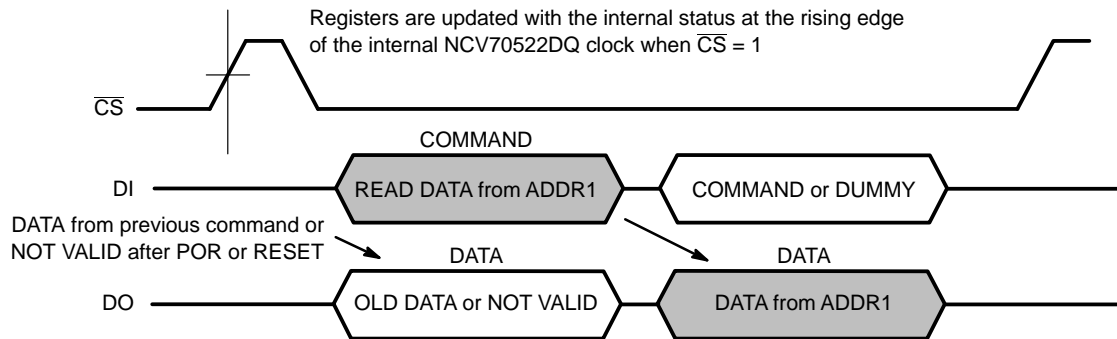 Registers are updated with the internal status at the rising edge
of the internal NCV70522DQ clock when C̅S̅ = 1
C̅S̅
COMMAND
DI
READ DATA from ADDR1
COMMAND or DUMMY
DATA from previous command or
NOT VALID after POR or RESET
DATA
DATA
DO
OLD DATA or NOT VALID
DATA from ADDR1